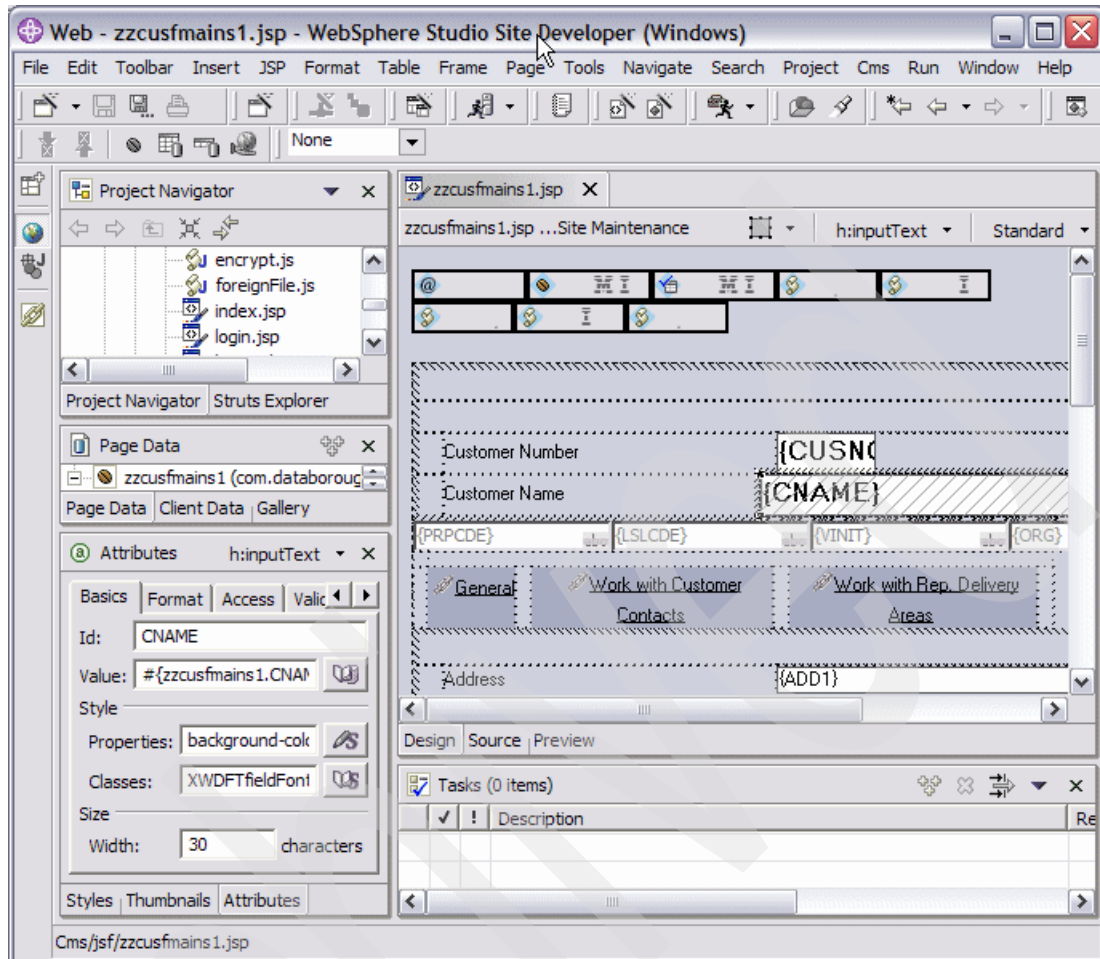 Web - zzcusfmains1.jsp - WebSphere Studio Site Developer (Windows)
File Edit Toolbar Insert JSP Format Table Frame Page Tools Navigate Search Project Cms Run Window Help
None
Project Navigator
encrypt.js
foreignFile.js
index.jsp
login.jsp
Project Navigator Struts Explorer
Page Data
zzcusfmains1 (com.databoroug
Page Data Client Data Gallery
Attributes h:inputText
Basics Format Access Valic
Id: CNAME
Value: #{zzcusfmains1.CNAM
Style
Properties: background-colo
Classes: XWDFTfieldFont
Size
Width: 30 characters
Styles Thumbnails Attributes
zzcusfmains1.jsp
zzcusfmains1.jsp ...Site Maintenance h:inputText Standard
M I M I I
I
Customer Number {CUSNO
Customer Name {CNAME}
{PRPCDE} {LSLCDE} {VINIT} {ORG}
General Work with Customer Contacts Work with Rep. Delivery Areas
Address {ADD1}
Design Source Preview
Tasks (0 items)
! Description Re
Cms/jsf/zzcusfmains1.jsp